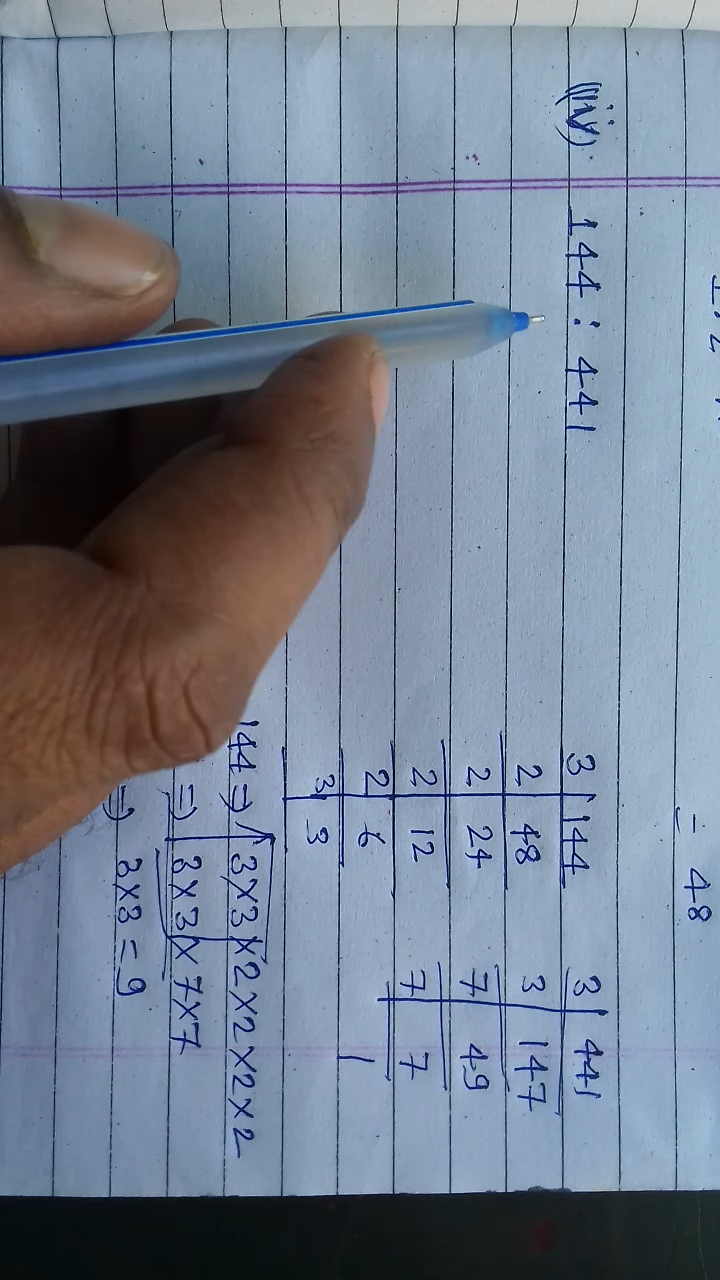 = 48
(iv). 144 : 441
3 | 144    3 | 441
2 | 48    3 | 147
2 | 24    7 | 49
2 | 12    7 | 7
2 | 6    1
3 | 3
144 ⇒ 3×3×2×2×2×2
⇒ 3×3×7×7
⇒ 3×3=9